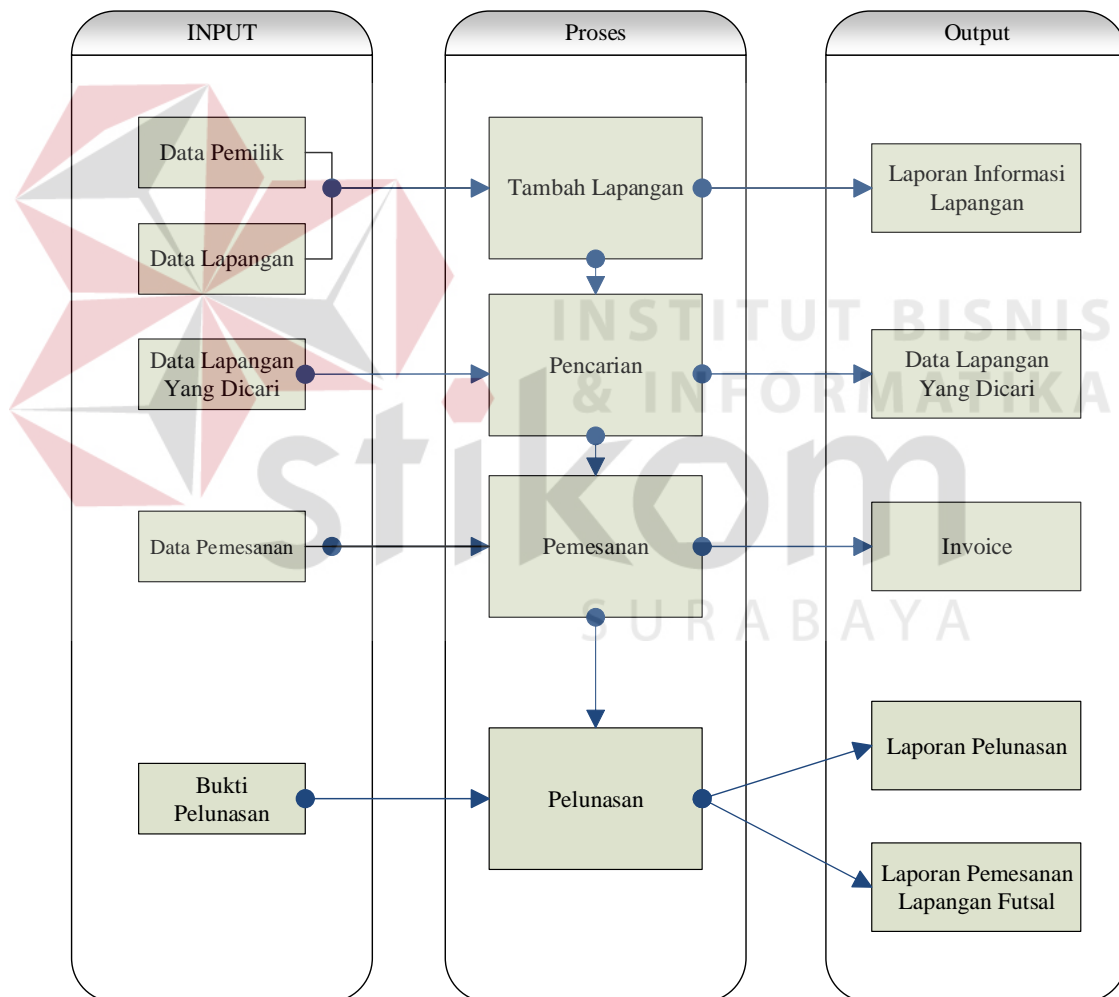 INPUT
Proses
Output
Data Pemilik
Data Lapangan
Tambah Lapangan
Laporan Informasi
Lapangan
Data Lapangan
Yang Dicari
Pencarian
Data Lapangan
Yang Dicari
Data Pemesanan
Pemesanan
Invoice
Bukti
Pelunasan
Pelunasan
Laporan Pelunasan
Laporan Pemesanan
Lapangan Futsal
INSTITUT BISNIS
& INFORMATIKA
stikom
SURABAYA